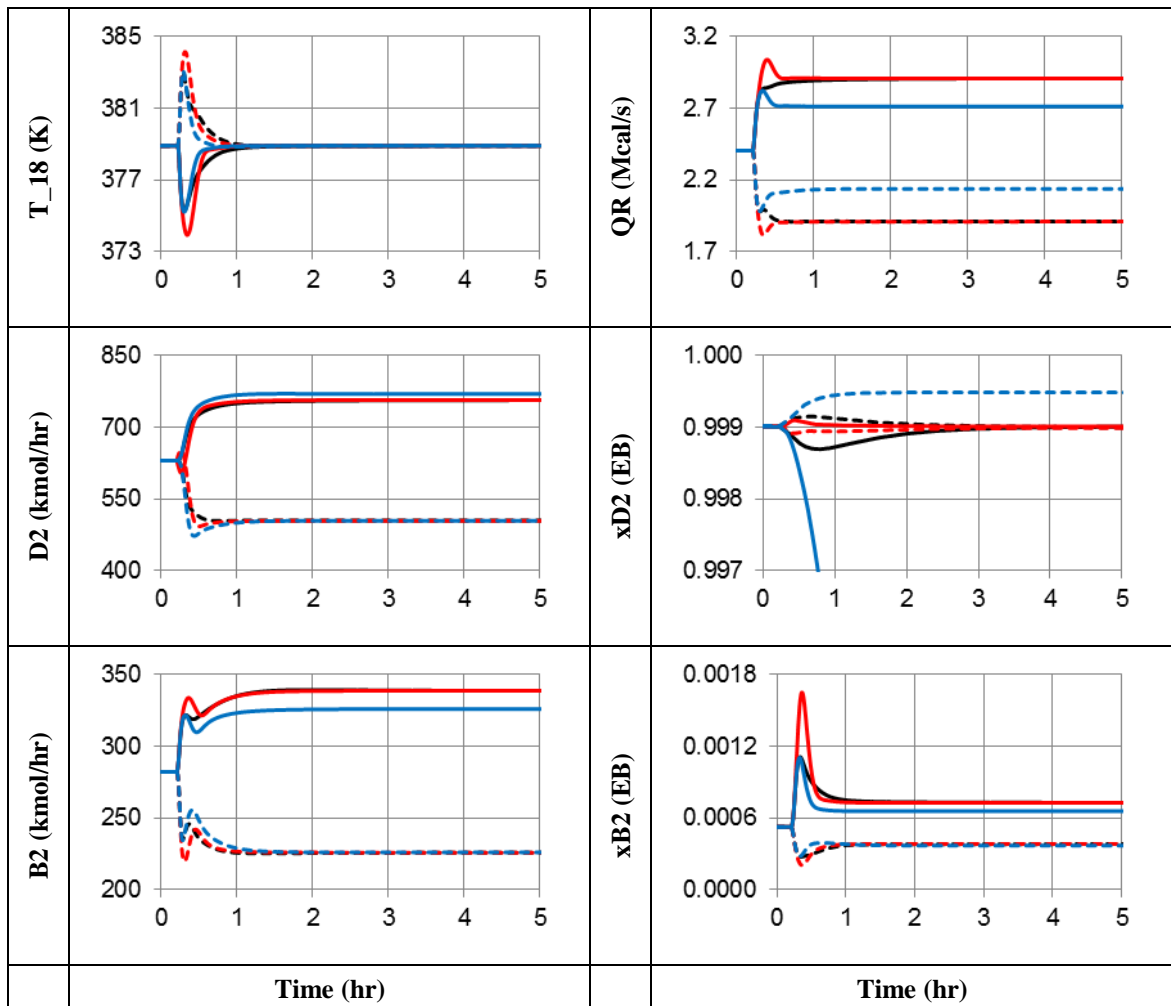 T_18 (K)
385
381
377
373
0 1 2 3 4 5
QR (Mcal/s)
3.2
2.7
2.2
1.7
0 1 2 3 4 5
D2 (kmol/hr)
850
700
550
400
0 1 2 3 4 5
xD2 (EB)
1.000
0.999
0.998
0.997
0 1 2 3 4 5
B2 (kmol/hr)
350
300
250
200
0 1 2 3 4 5
xB2 (EB)
0.0018
0.0012
0.0006
0.0000
0 1 2 3 4 5
Time (hr)
Time (hr)